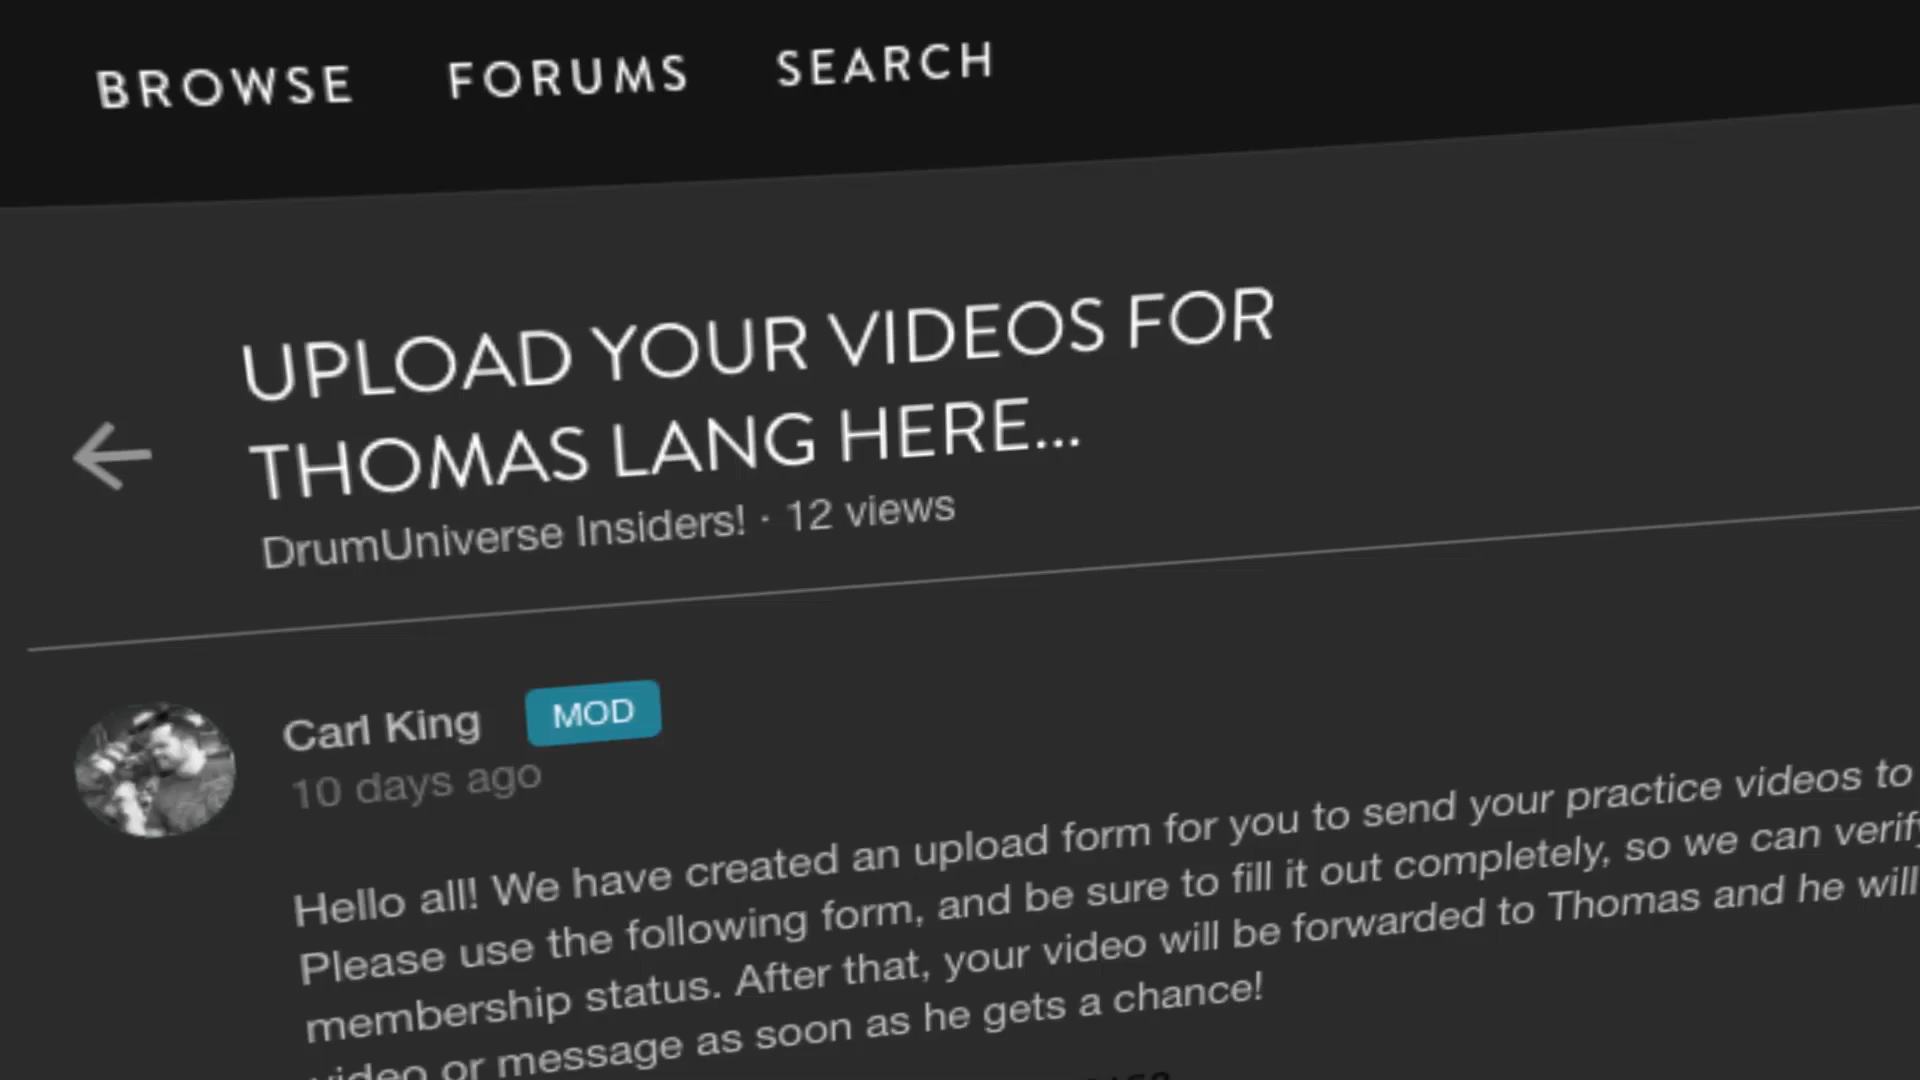 BROWSE FORUMS SEARCH
UPLOAD YOUR VIDEOS FOR
THOMAS LANG HERE...
DrumUniverse Insiders! · 12 views
Carl King MOD
10 days ago
Hello all! We have created an upload form for you to send your practice videos to
Please use the following form, and be sure to fill it out completely, so we can verify
membership status. After that, your video will be forwarded to Thomas and he will
video or message as soon as he gets a chance!